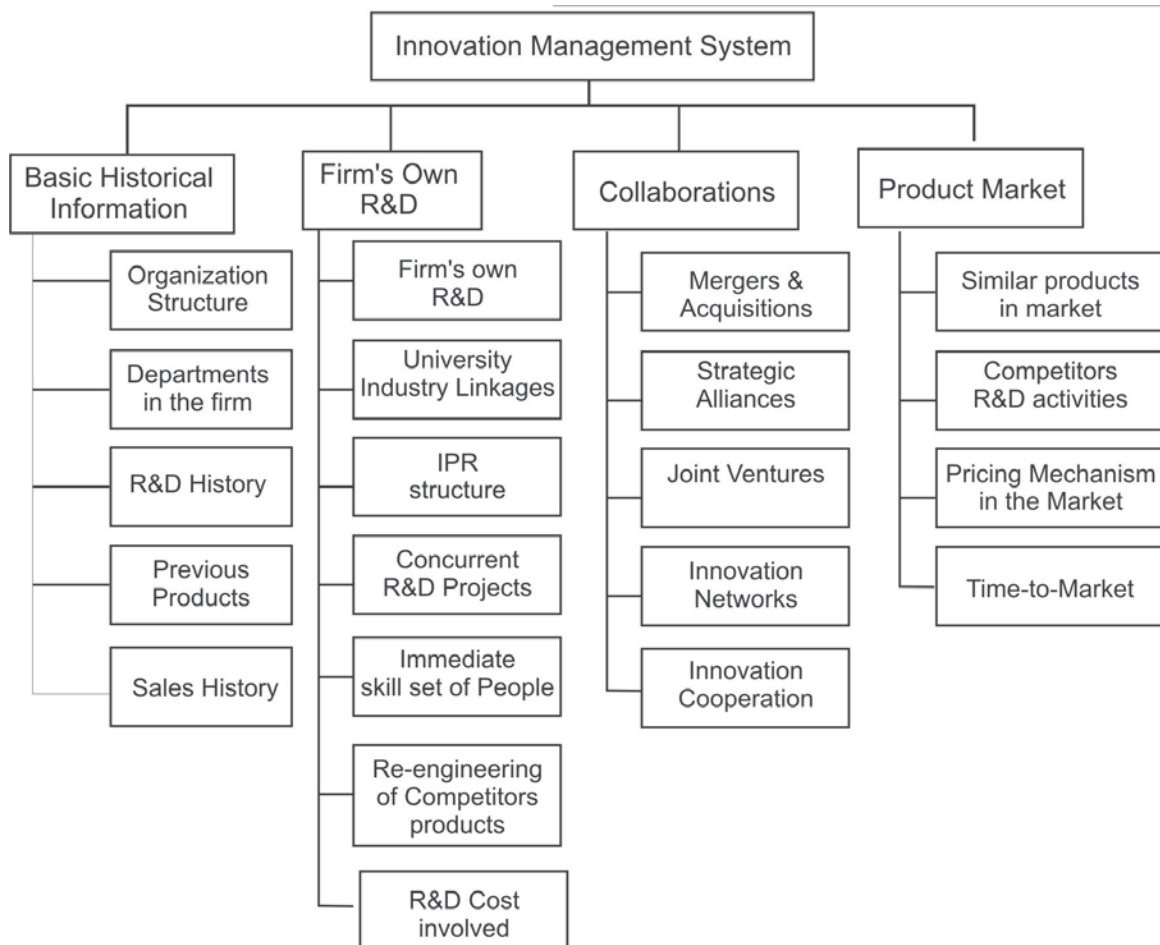 Innovation Management System
Basic Historical
Information
Organization
Structure
Departments
in the firm
R&D History
Previous
Products
Sales History
Firm's Own
R&D
Firm's own
R&D
University
Industry Linkages
IPR
structure
Concurrent
R&D Projects
Immediate
skill set of People
Re-engineering
of Competitors
products
R&D Cost
involved
Collaborations
Mergers &
Acquisitions
Strategic
Alliances
Joint Ventures
Innovation
Networks
Innovation
Cooperation
Product Market
Similar products
in market
Competitors
R&D activities
Pricing Mechanism
in the Market
Time-to-Market